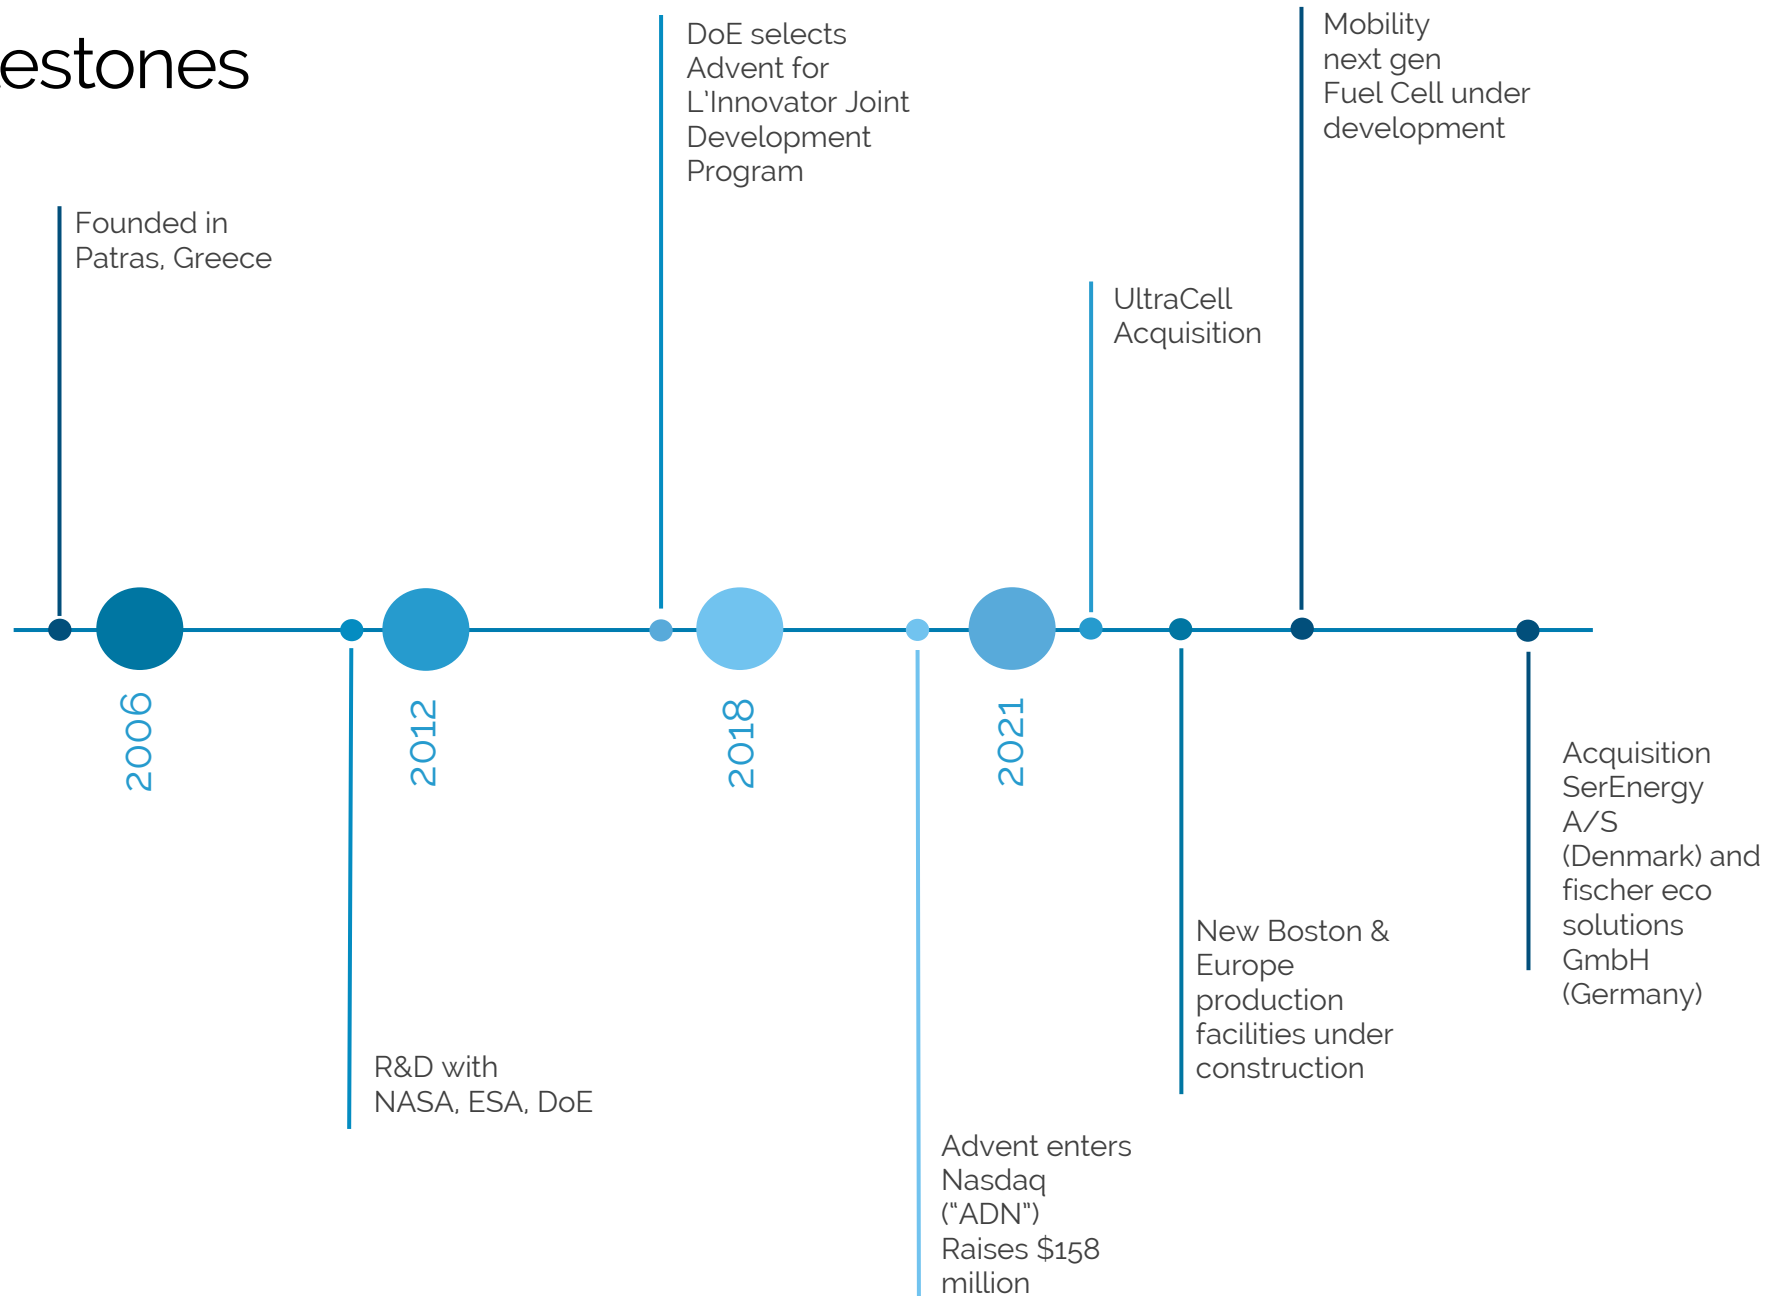 estones
Founded in
Patras, Greece
DoE selects
Advent for
L'Innovator Joint
Development
Program
UltraCell
Acquisition
Mobility
next gen
Fuel Cell under
development
2006
2012
2018
2021
R&D with
NASA, ESA, DoE
Advent enters
Nasdaq
(“ADN”)
Raises $158
million
New Boston &
Europe
production
facilities under
construction
Acquisition
SerEnergy
A/S
(Denmark) and
fischer eco
solutions
GmbH
(Germany)